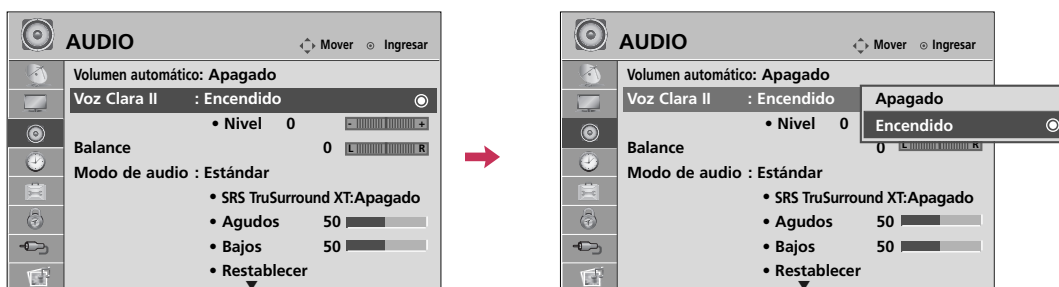 AUDIO
Mover Ingresar
Volumen automático: Apagado
Voz Clara II : Encendido
• Nivel 0 - +
Balance 0 L R
Modo de audio : Estándar
• SRS TruSurround XT:Apagado
• Agudos 50
• Bajos 50
• Restablecer
AUDIO
Mover Ingresar
Volumen automático: Apagado
Voz Clara II : Encendido
Apagado
Encendido
• Nivel 0
Balance 0 L R
Modo de audio : Estándar
• SRS TruSurround XT:Apagado
• Agudos 50
• Bajos 50
• Restablecer